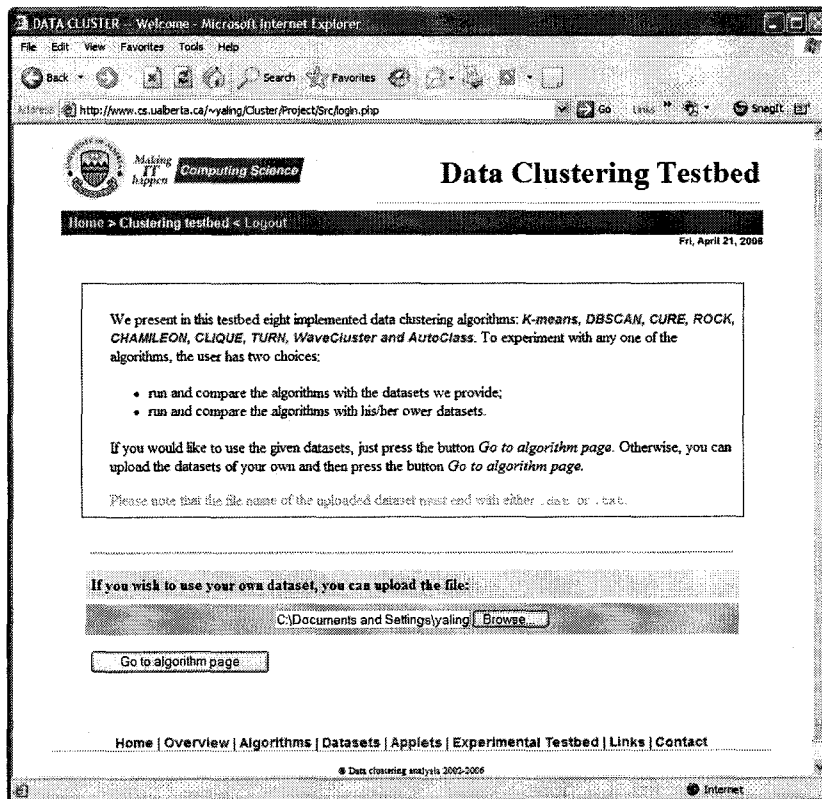 DATA CLUSTER -- Welcome - Microsoft Internet Explorer
File Edit View Favorites Tools Help
Back Search Favorites
Address http://www.cs.ualberta.ca/~yaling/Cluster/Project/Src/login.php Go Links » SnagIt
UNIVERSITY OF ALBERTA
Making
IT
happen
Computing Science
Data Clustering Testbed
Home > Clustering testbed < Logout
Fri, April 21, 2006
We present in this testbed eight implemented data clustering algorithms: K-means, DBSCAN, CURE, ROCK,
CHAMILEON, CLIQUE, TURN, WaveCluster and AutoClass. To experiment with any one of the
algorithms, the user has two choices:
• run and compare the algorithms with the datasets we provide;
• run and compare the algorithms with his/her ower datasets.
If you would like to use the given datasets, just press the button Go to algorithm page. Otherwise, you can
upload the datasets of your own and then press the button Go to algorithm page.
Please note that the file name of the uploaded dataset must end with either .dat or .txt.
If you wish to use your own dataset, you can upload the file:
C:\Documents and Settings\yaling Browse...
Go to algorithm page
Home | Overview | Algorithms | Datasets | Applets | Experimental Testbed | Links | Contact
© Data clustering analysis 2002-2006
Internet